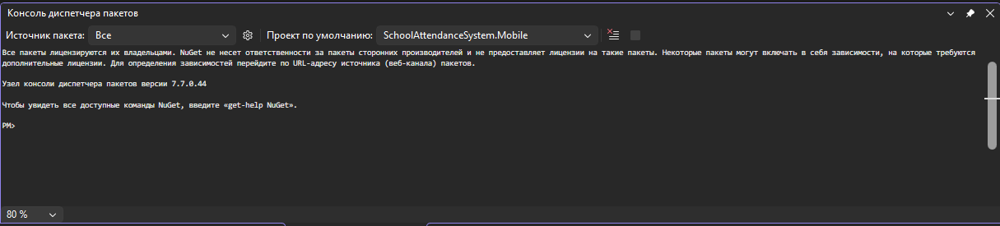 Консоль диспетчера пакетов
Источник пакета: Все Проект по умолчанию: SchoolAttendanceSystem.Mobile
Все пакеты лицензируются их владельцами. NuGet не несет ответственности за пакеты сторонних производителей и не предоставляет лицензии на такие пакеты. Некоторые пакеты могут включать в себя зависимости, на которые требуются
дополнительные лицензии. Для определения зависимостей перейдите по URL-адресу источника (веб-канала) пакетов.
Узел консоли диспетчера пакетов версии 7.7.0.44
Чтобы увидеть все доступные команды NuGet, введите «get-help NuGet».
PM>
80 %